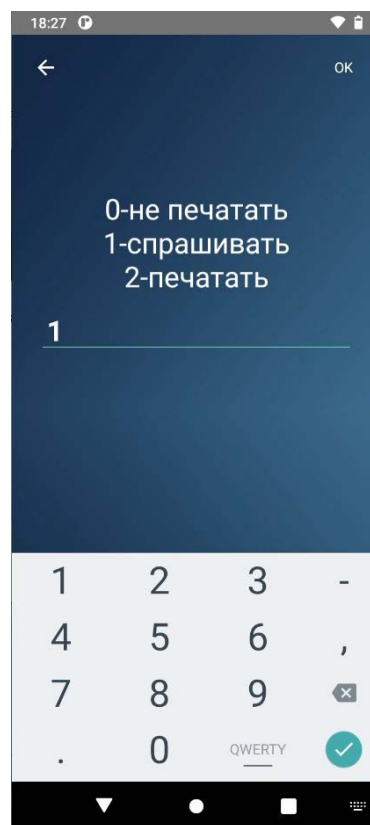 18:27
OK
0-не печатать
1-спрашивать
2-печатать
1
1 2 3 -
4 5 6 ,
7 8 9
. 0 QWERTY